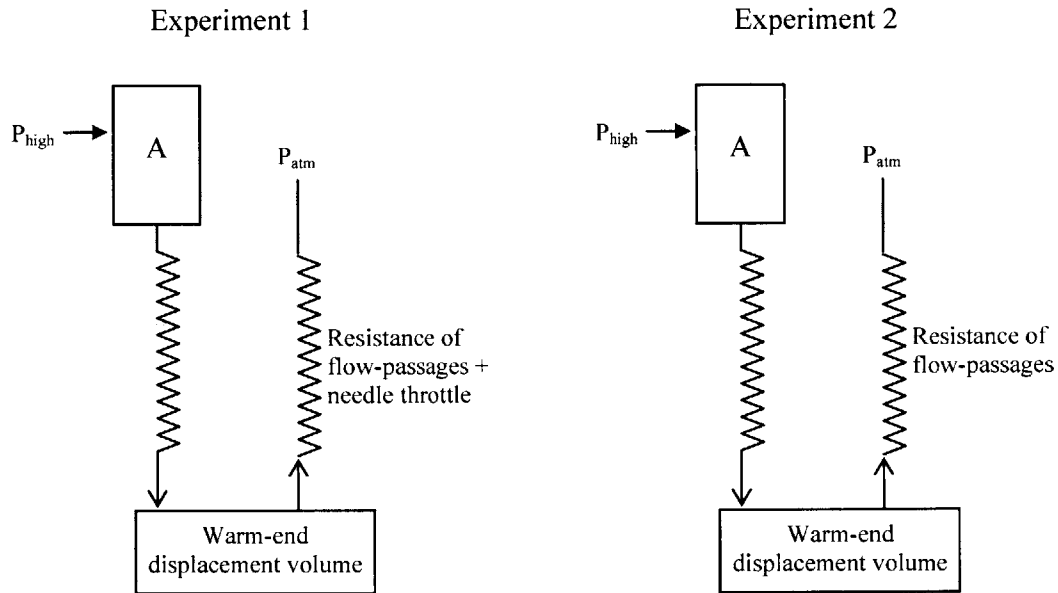 Experiment 1
P_high
A
P_atm
Resistance of
flow-passages +
needle throttle
Warm-end
displacement volume
Experiment 2
P_high
A
P_atm
Resistance of
flow-passages
Warm-end
displacement volume